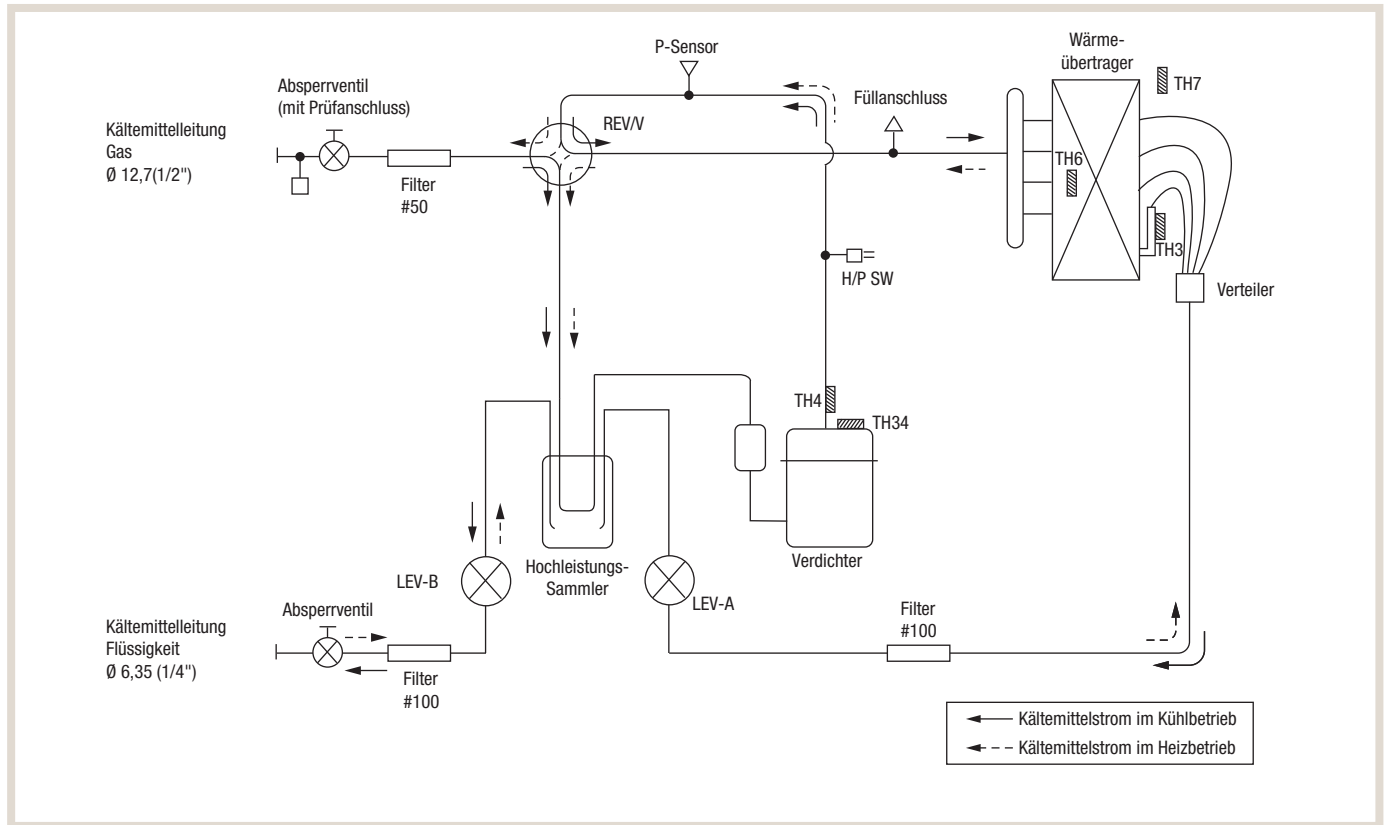 P-Sensor
Wärme-
übertrager
TH7
Absperrventil
(mit Prüfanschluss)
Füllanschluss
Kältemittelleitung
Gas
Ø 12,7(1/2")
REV/V
Filter
#50
TH6
TH3
H/P SW
Verteiler
TH4
TH34
Verdichter
Hochleistungs-
Sammler
LEV-B
LEV-A
Absperrventil
Kältemittelleitung
Flüssigkeit
Ø 6,35 (1/4")
Filter
#100
Filter
#100
Kältemittelstrom im Kühlbetrieb
Kältemittelstrom im Heizbetrieb